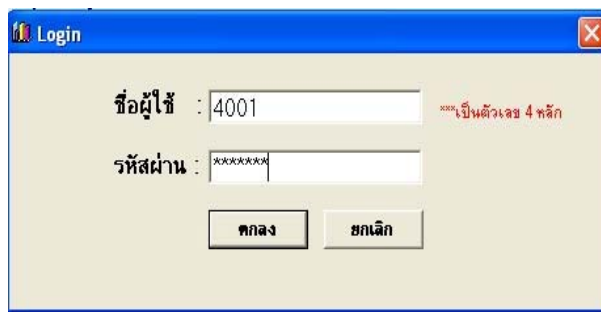 Login
ชื่อผู้ใช้ : 4001 ***เป็นตัวเลข 4 หลัก
รหัสผ่าน : *******
ตกลง ยกเลิก